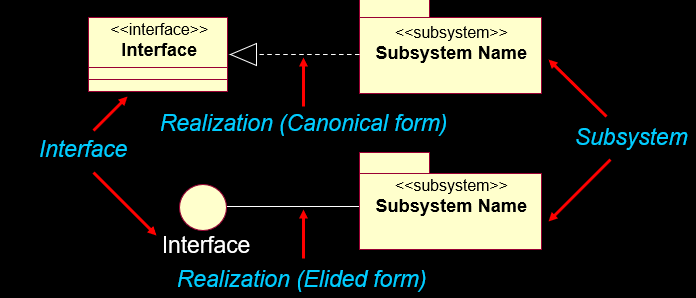 <<interface>>
Interface
<<subsystem>>
Subsystem Name
Realization (Canonical form)
Interface
Subsystem
<<subsystem>>
Subsystem Name
Interface
Realization (Elided form)